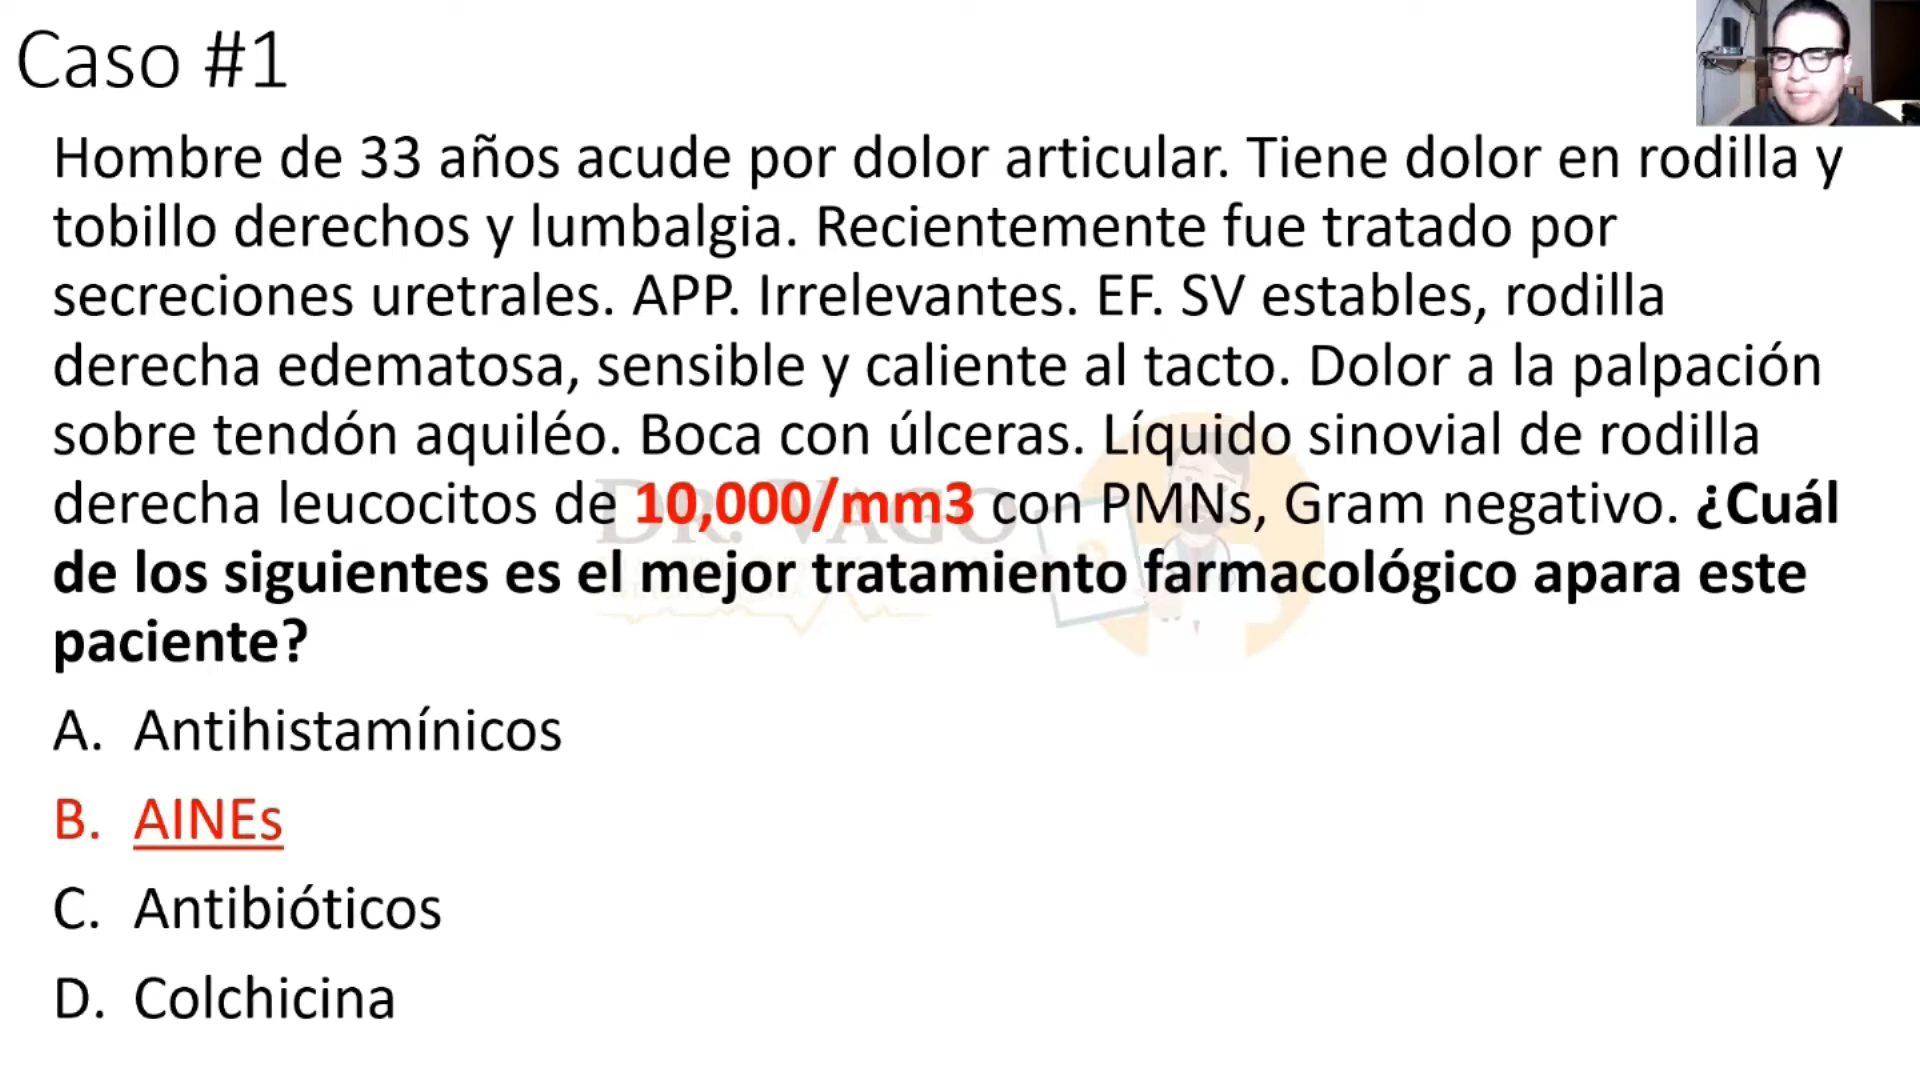 Caso #1
Hombre de 33 años acude por dolor articular. Tiene dolor en rodilla y
tobillo derechos y lumbalgia. Recientemente fue tratado por
secreciones uretrales. APP. Irrelevantes. EF. SV estables, rodilla
derecha edematosa, sensible y caliente al tacto. Dolor a la palpación
sobre tendón aquiléo. Boca con úlceras. Líquido sinovial de rodilla
derecha leucocitos de 10,000/mm3 con PMNs, Gram negativo. ¿Cuál
de los siguientes es el mejor tratamiento farmacológico apara este
paciente?
DR. VAGO
A. Antihistamínicos
B. AINEs
C. Antibióticos
D. Colchicina